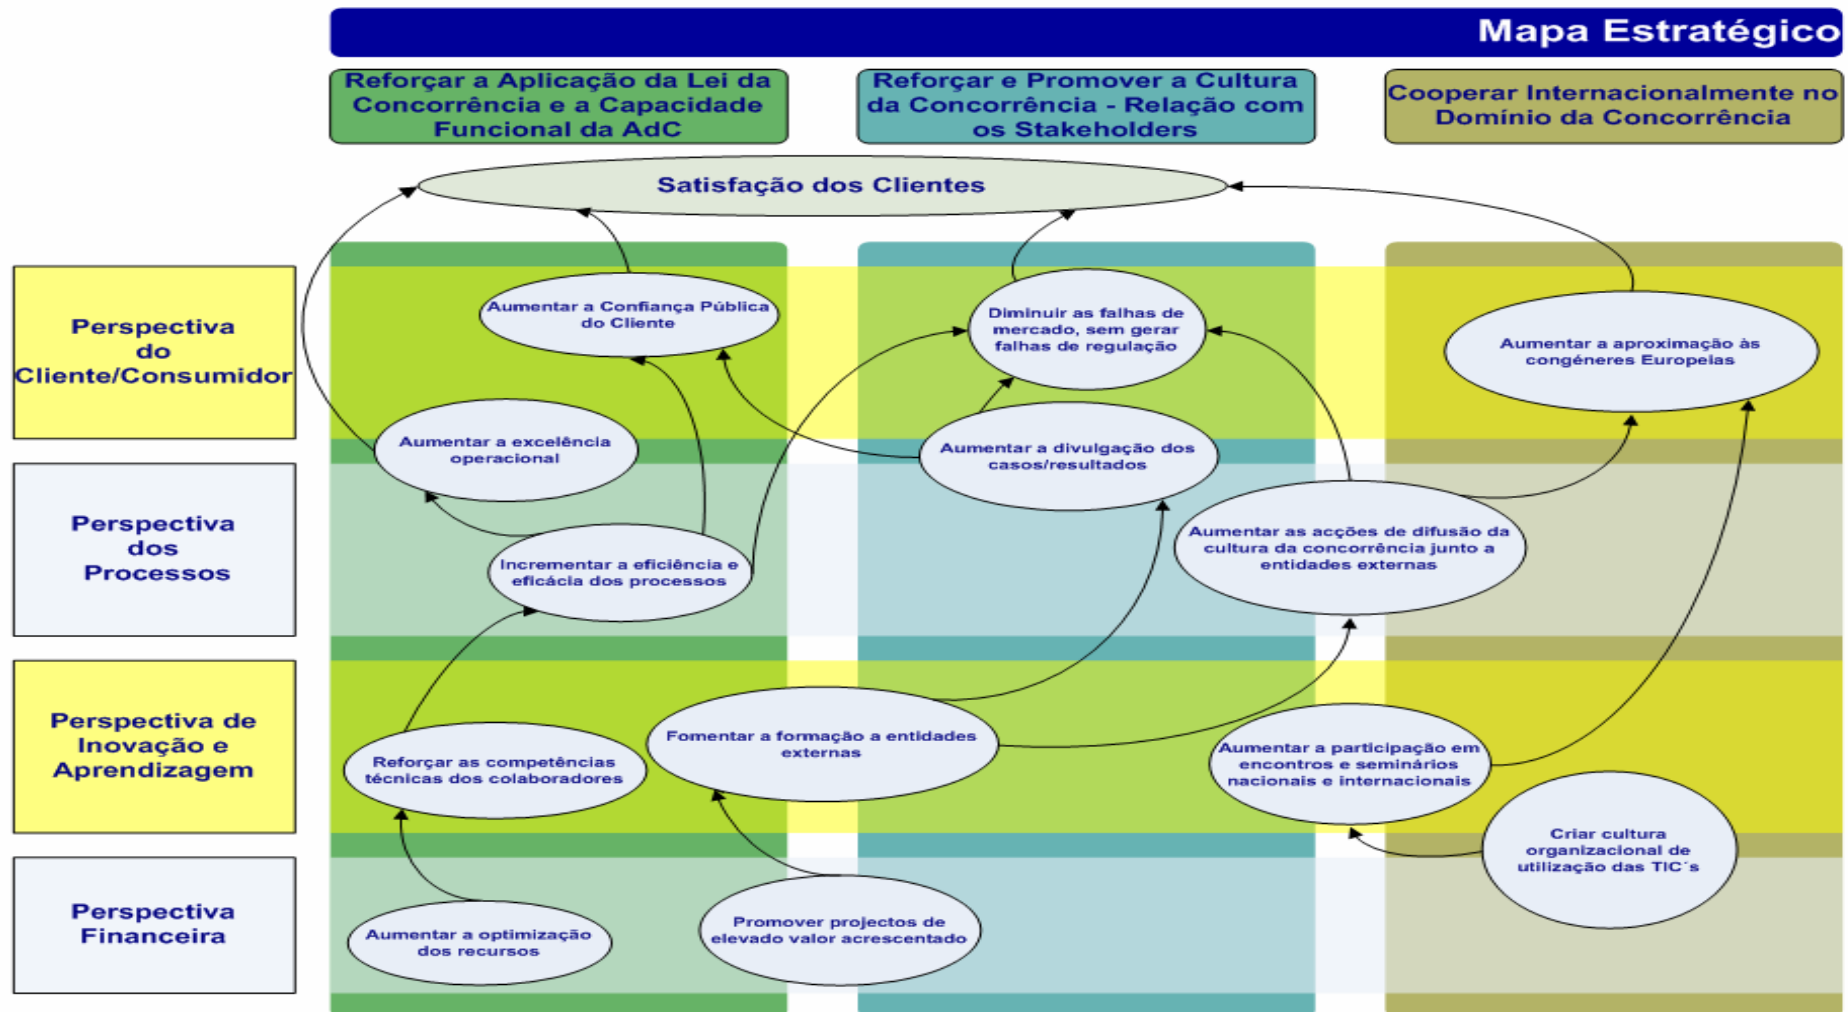 Mapa Estratégico
Reforçar a Aplicação da Lei da
Concorrência e a Capacidade
Funcional da AdC
Reforçar e Promover a Cultura
da Concorrência - Relação com
os Stakeholders
Cooperar Internacionalmente no
Domínio da Concorrência
Satisfação dos Clientes
Perspectiva
do
Cliente/Consumidor
Aumentar a Confiança Pública
do Cliente
Diminuir as falhas de
mercado, sem gerar
falhas de regulação
Aumentar a aproximação às
congéneres Europeias
Aumentar a excelência
operacional
Aumentar a divulgação dos
casos/resultados
Perspectiva
dos
Processos
Incrementar a eficiência e
eficácia dos processos
Aumentar as acções de difusão da
cultura da concorrência junto a
entidades externas
Perspectiva de
Inovação e
Aprendizagem
Reforçar as competências
técnicas dos colaboradores
Fomentar a formação a entidades
externas
Aumentar a participação em
encontros e seminários
nacionais e internacionais
Criar cultura
organizacional de
utilização das TIC´s
Perspectiva
Financeira
Aumentar a optimização
dos recursos
Promover projectos de
elevado valor acrescentado